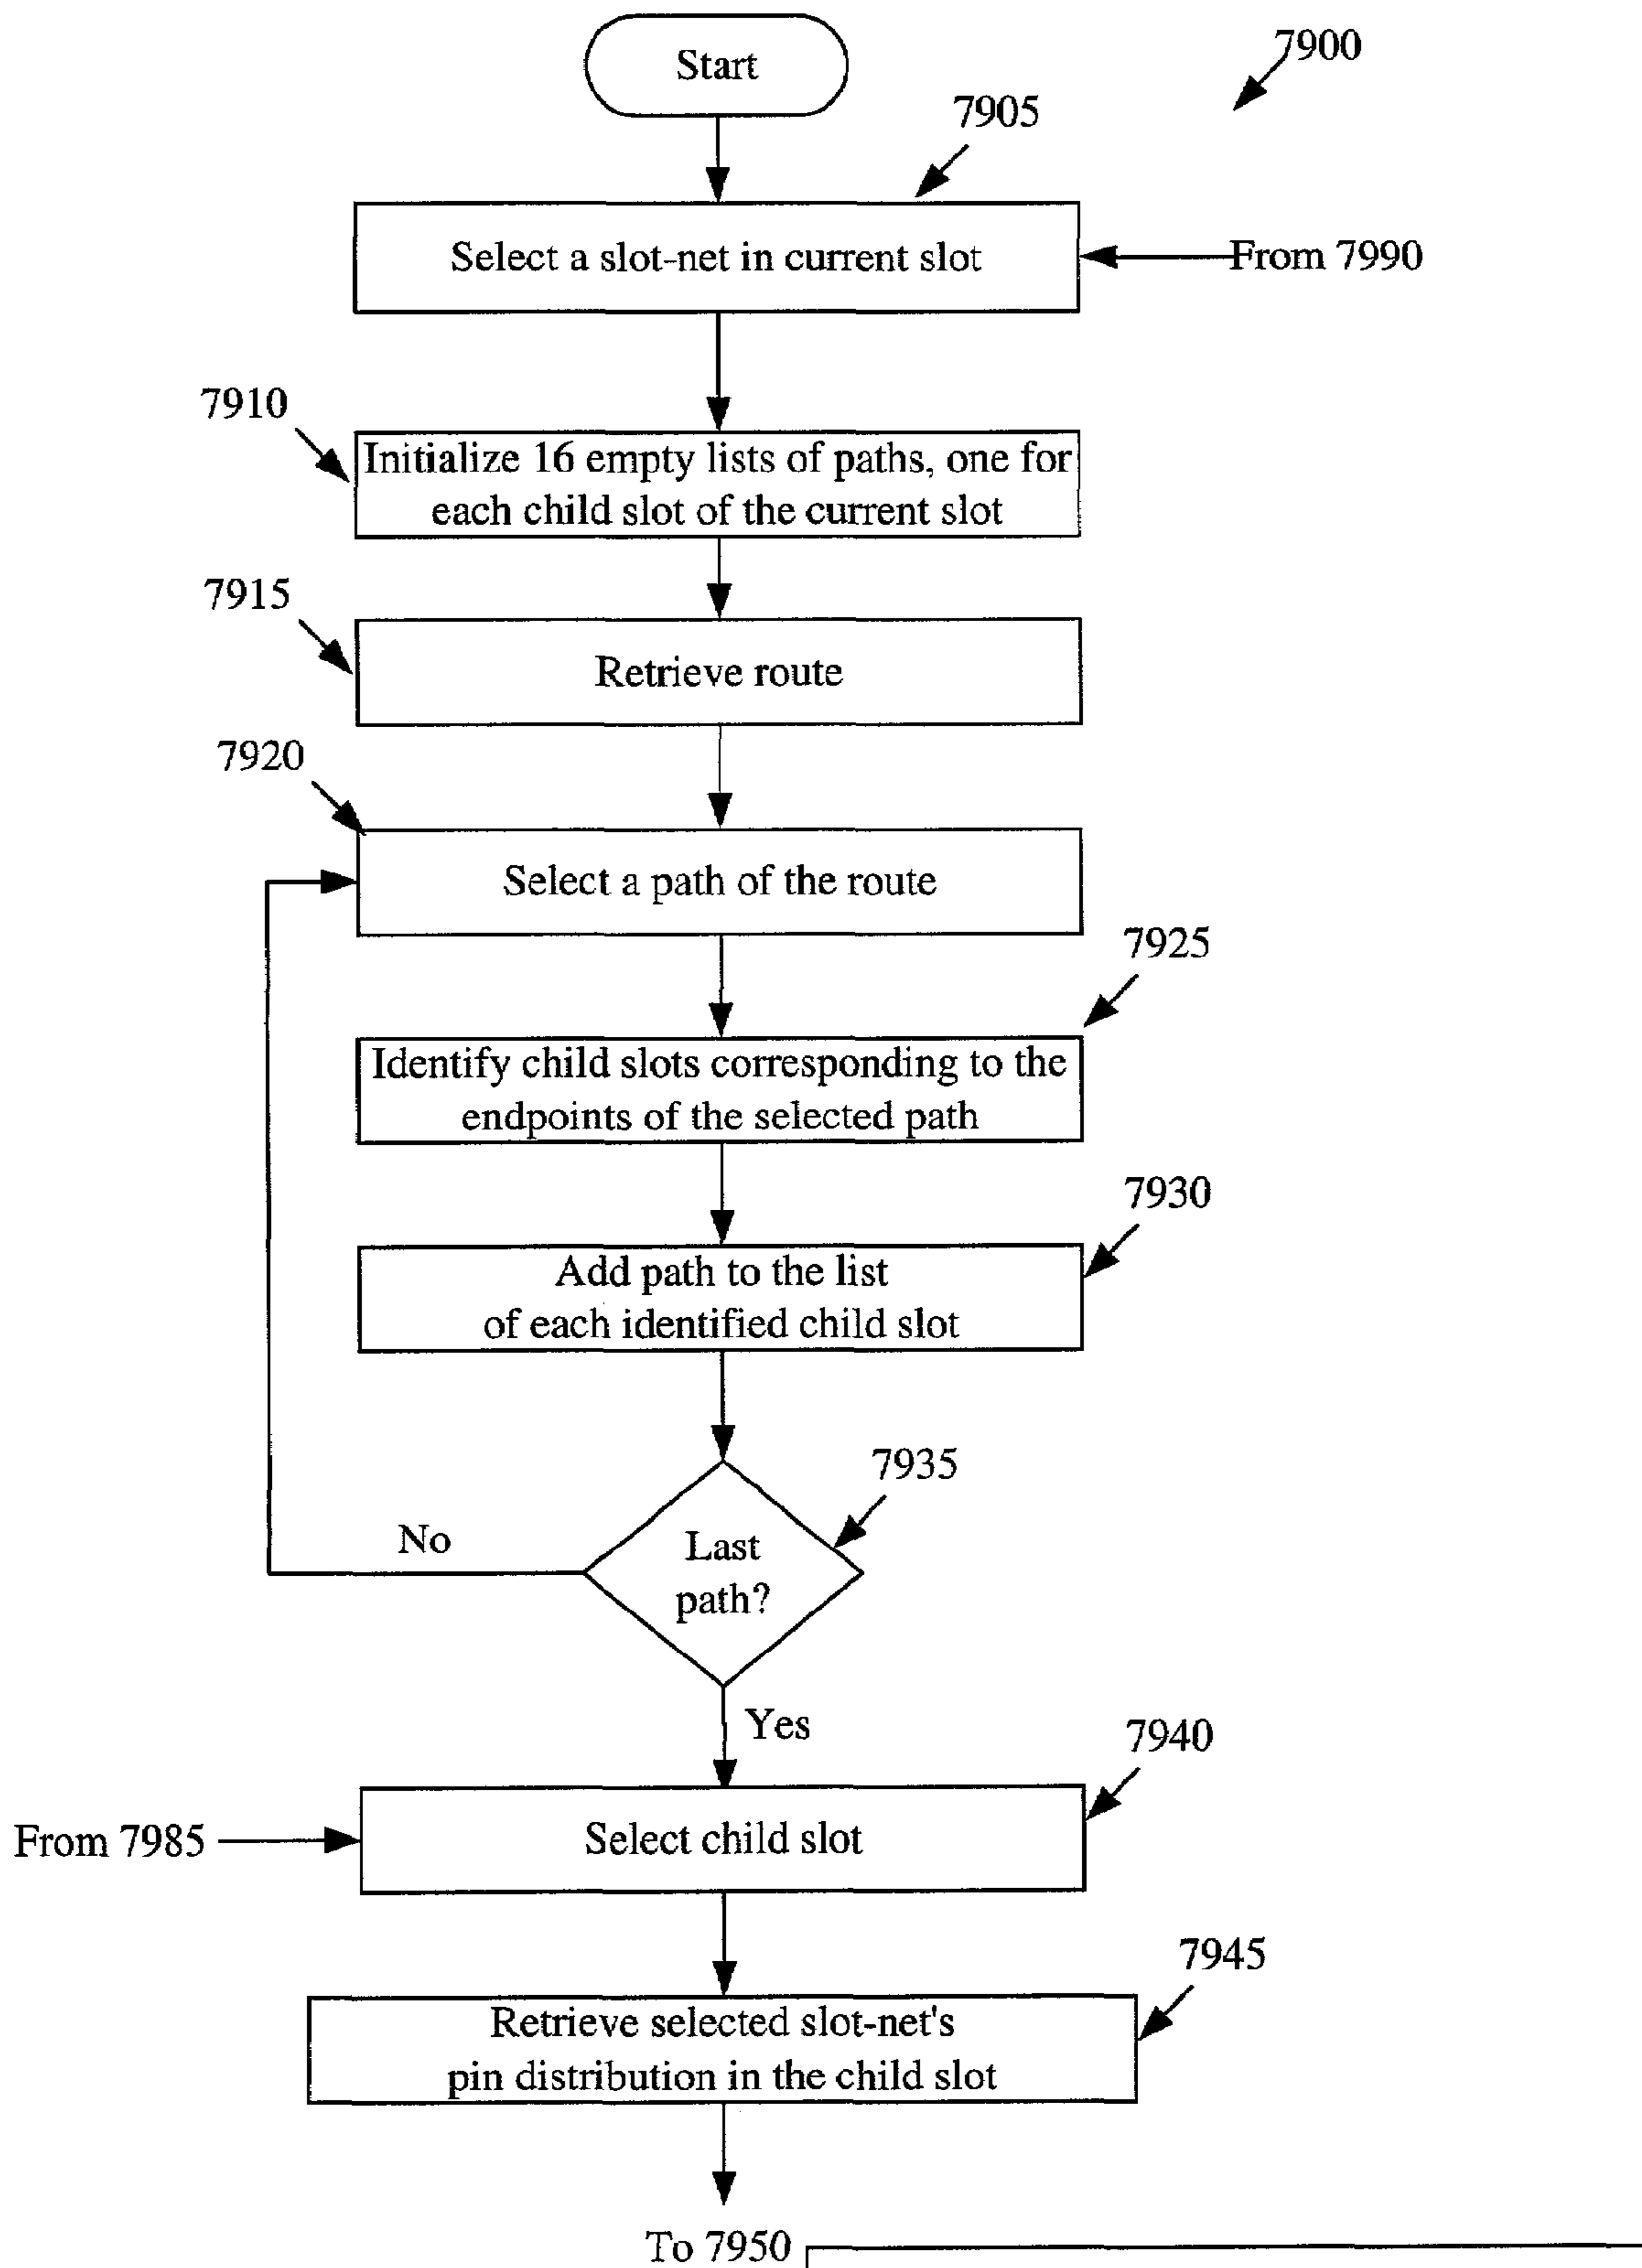 Start
7900
7905
Select a slot-net in current slot
From 7990
7910
Initialize 16 empty lists of paths, one for
each child slot of the current slot
7915
Retrieve route
7920
Select a path of the route
7925
Identify child slots corresponding to the
endpoints of the selected path
7930
Add path to the list
of each identified child slot
7935
Last
path?
No
Yes
7940
From 7985
Select child slot
7945
Retrieve selected slot-net's
pin distribution in the child slot
To 7950